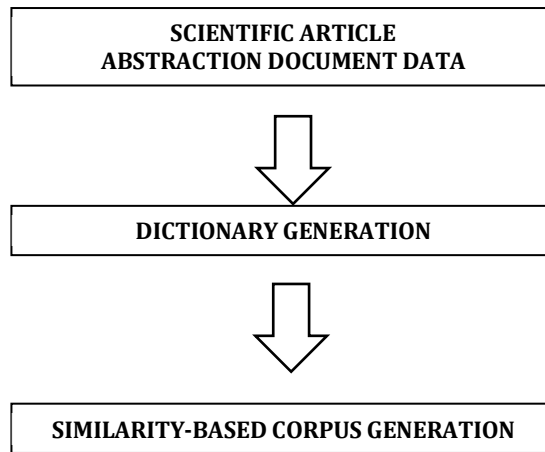 SCIENTIFIC ARTICLE
ABSTRACTION DOCUMENT DATA
DICTIONARY GENERATION
SIMILARITY-BASED CORPUS GENERATION